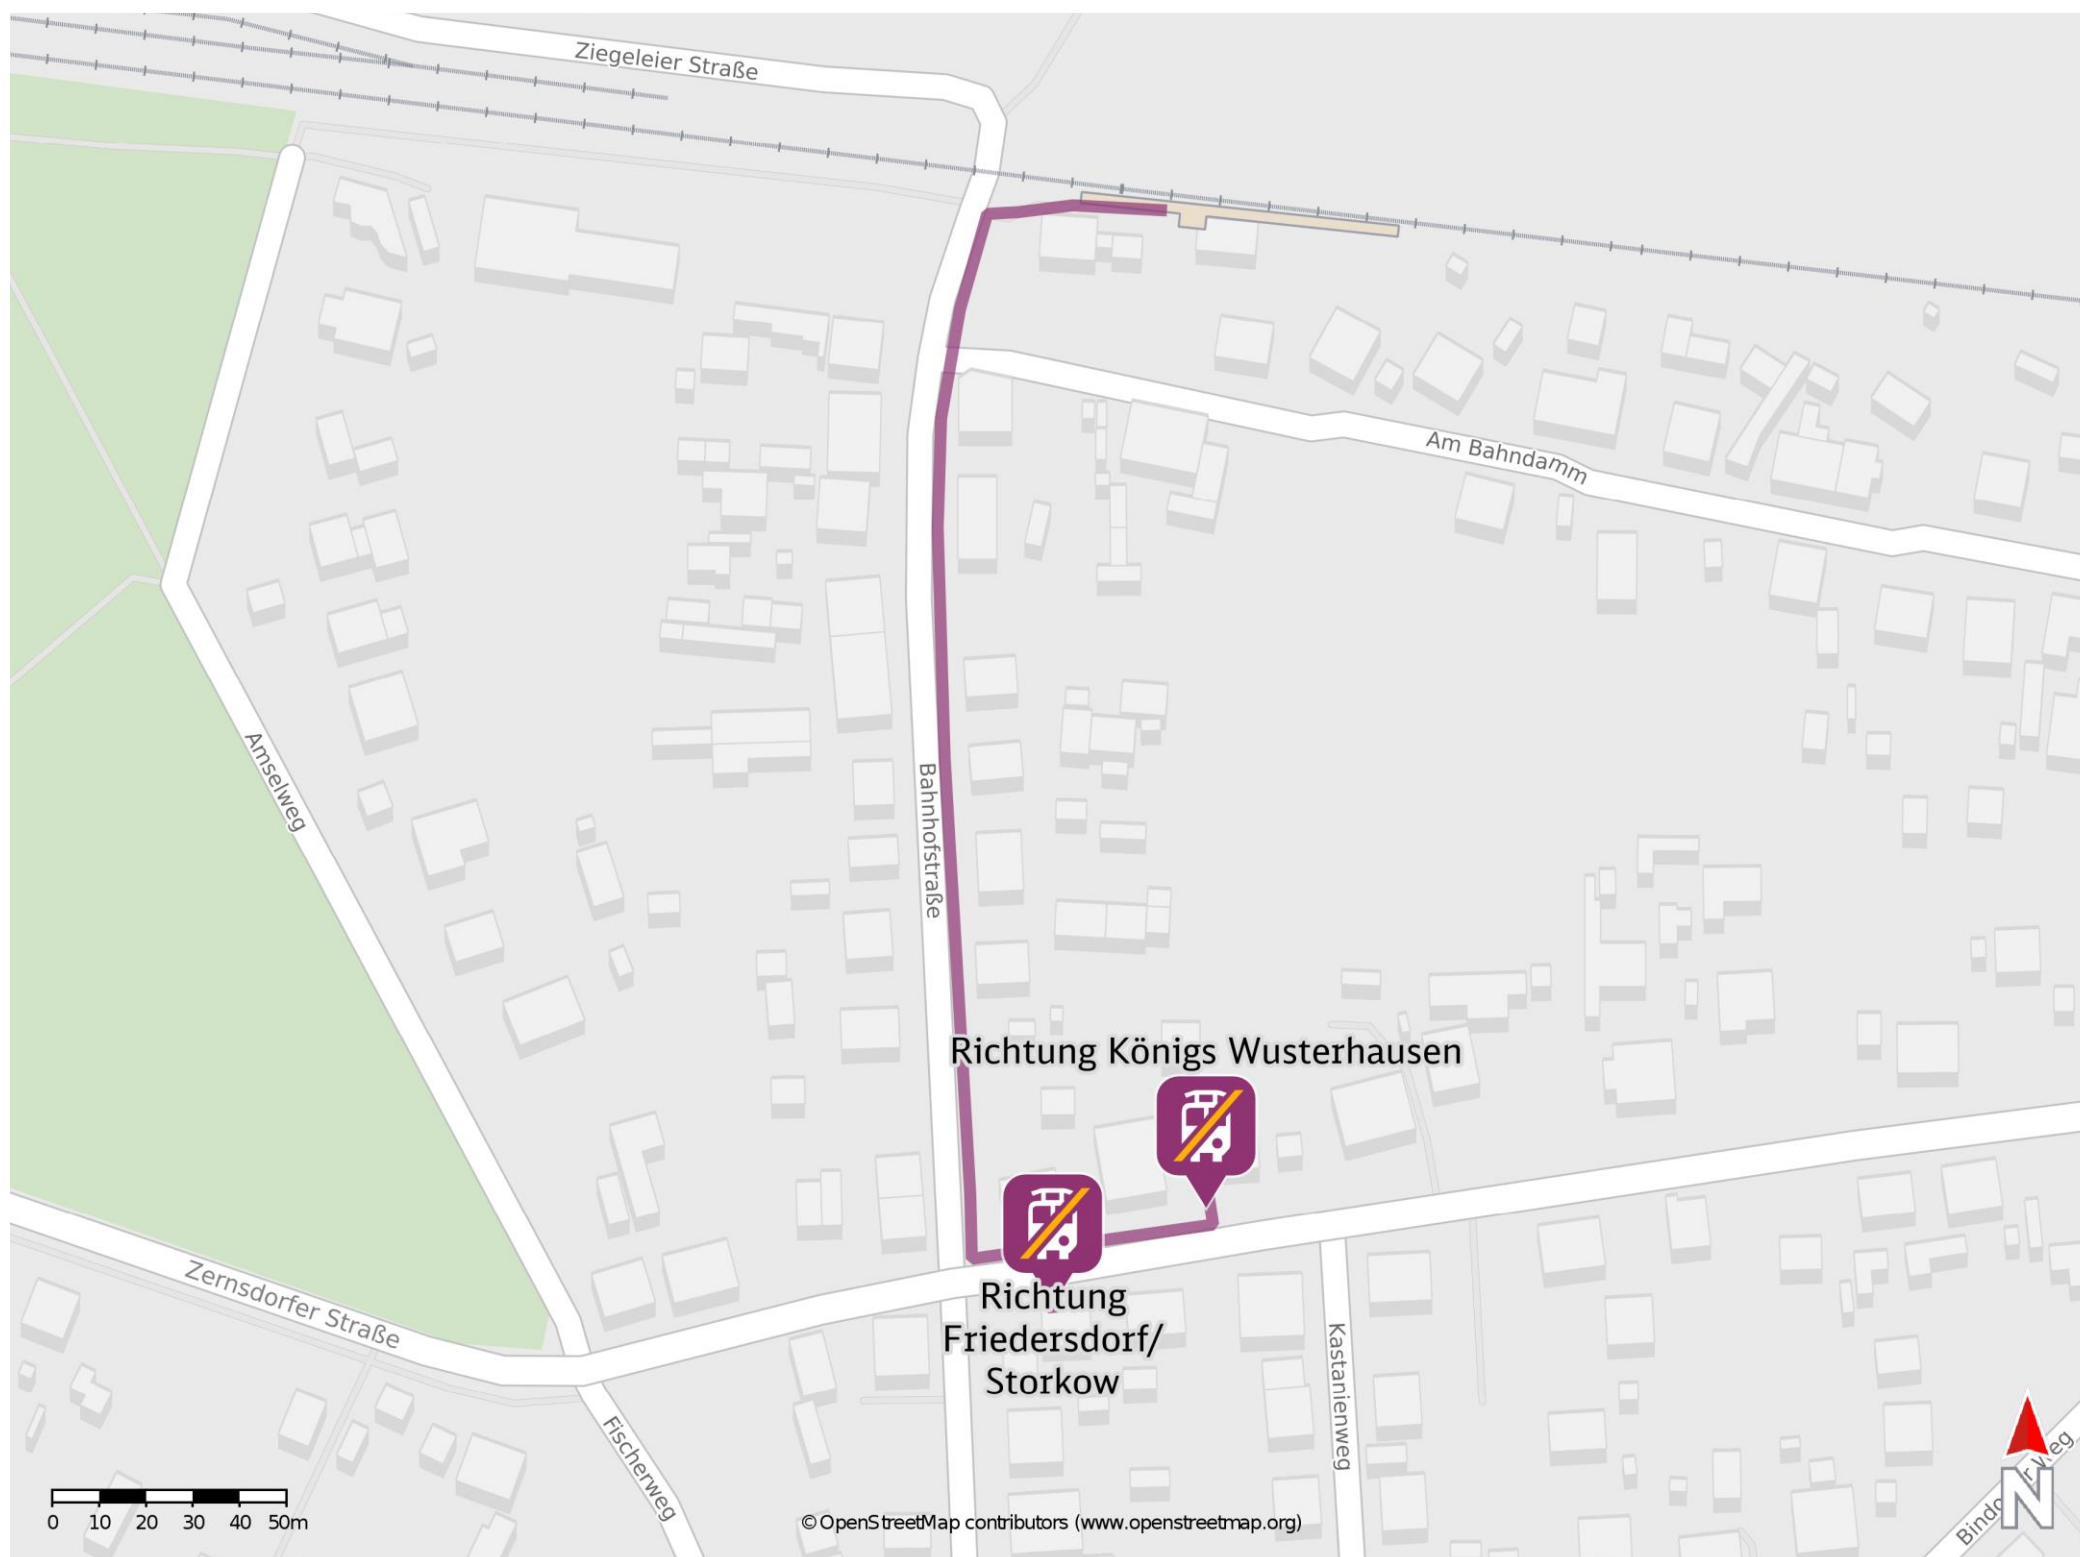 Ziegeleier Straße
Am Bahndamm
Amselweg
Bahnhofstraße
Richtung Königs Wusterhausen
Richtung
Friedersdorf/
Storkow
Zernsdorfer Straße
Kastanienweg
Fischerweg
N
0 10 20 30 40 50m
© OpenStreetMap contributors (www.openstreetmap.org)